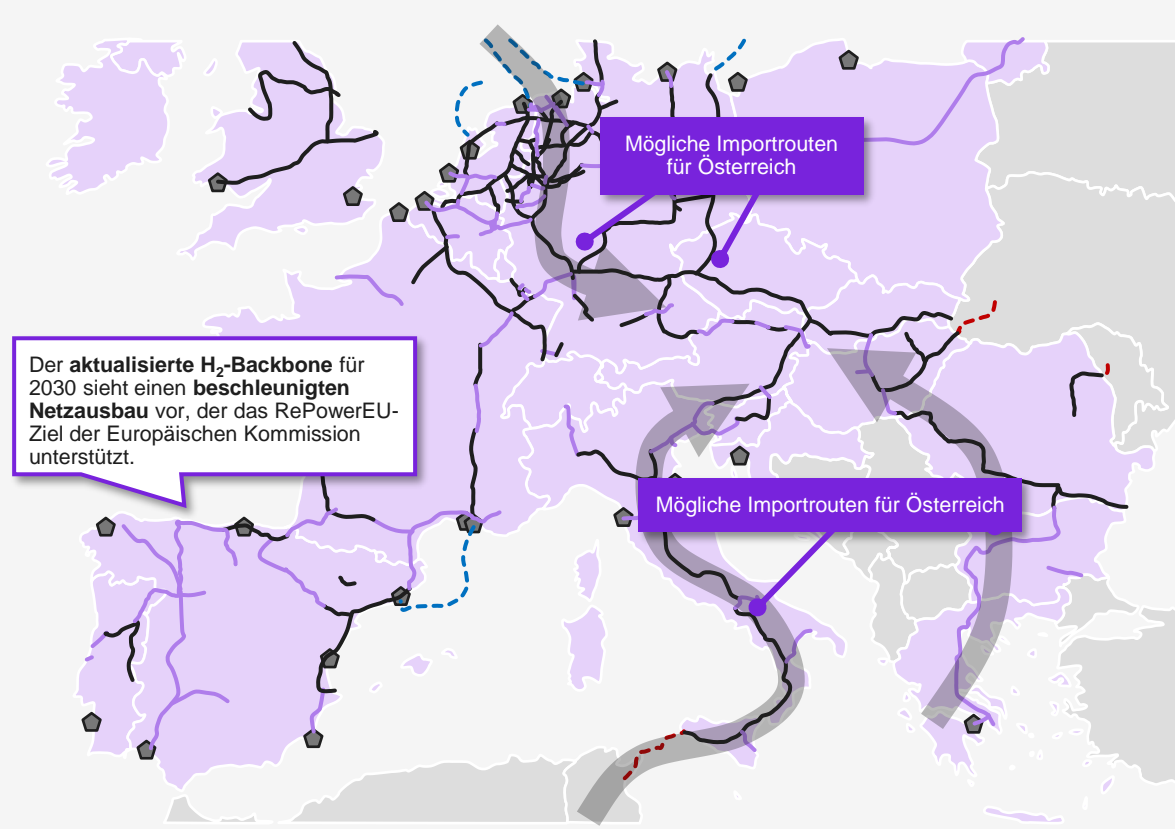 Mögliche Importrouten
für Österreich
Der aktualisierte H₂-Backbone für
2030 sieht einen beschleunigten
Netzausbau vor, der das RePowerEU-
Ziel der Europäischen Kommission
unterstützt.
Mögliche Importrouten für Österreich